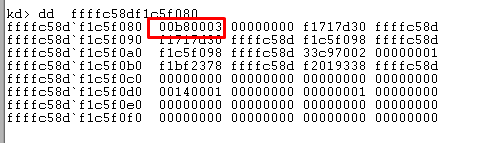 kd> dd ffffc58df1c5f080
ffffc58d`f1c5f080 00b80003 00000000 f1717d30 ffffc58d
ffffc58d`f1c5f090 f1717d30 ffffc58d f1c5f098 ffffc58d
ffffc58d`f1c5f0a0 f1c5f098 ffffc58d 33c97002 00000001
ffffc58d`f1c5f0b0 f1bf2378 ffffc58d f2019338 ffffc58d
ffffc58d`f1c5f0c0 00000000 00000000 00000000 00000000
ffffc58d`f1c5f0d0 00140001 00000000 00000001 00000000
ffffc58d`f1c5f0e0 00000000 00000000 00000000 00000000
ffffc58d`f1c5f0f0 00000000 00000000 00000000 00000000